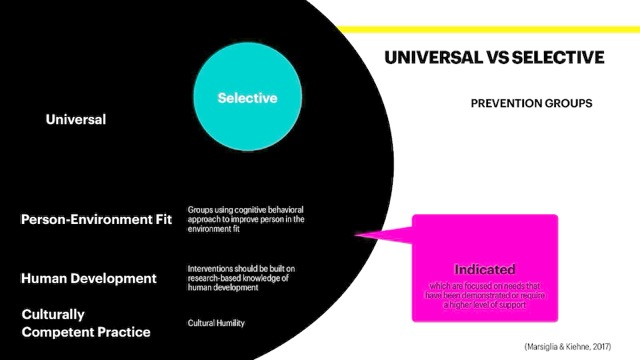 UNIVERSAL VS SELECTIVE
PREVENTION GROUPS
Selective
Universal
Person-Environment Fit
Groups using cognitive behavioral
approach to improve person in the
environment fit
Human Development
Interventions should be built on
research-based knowledge of
human development
Culturally
Competent Practice
Cultural Humility
Indicated
which are focused on needs that
have been demonstrated or require
a higher level of support
(Marsiglia & Kiehne, 2017)